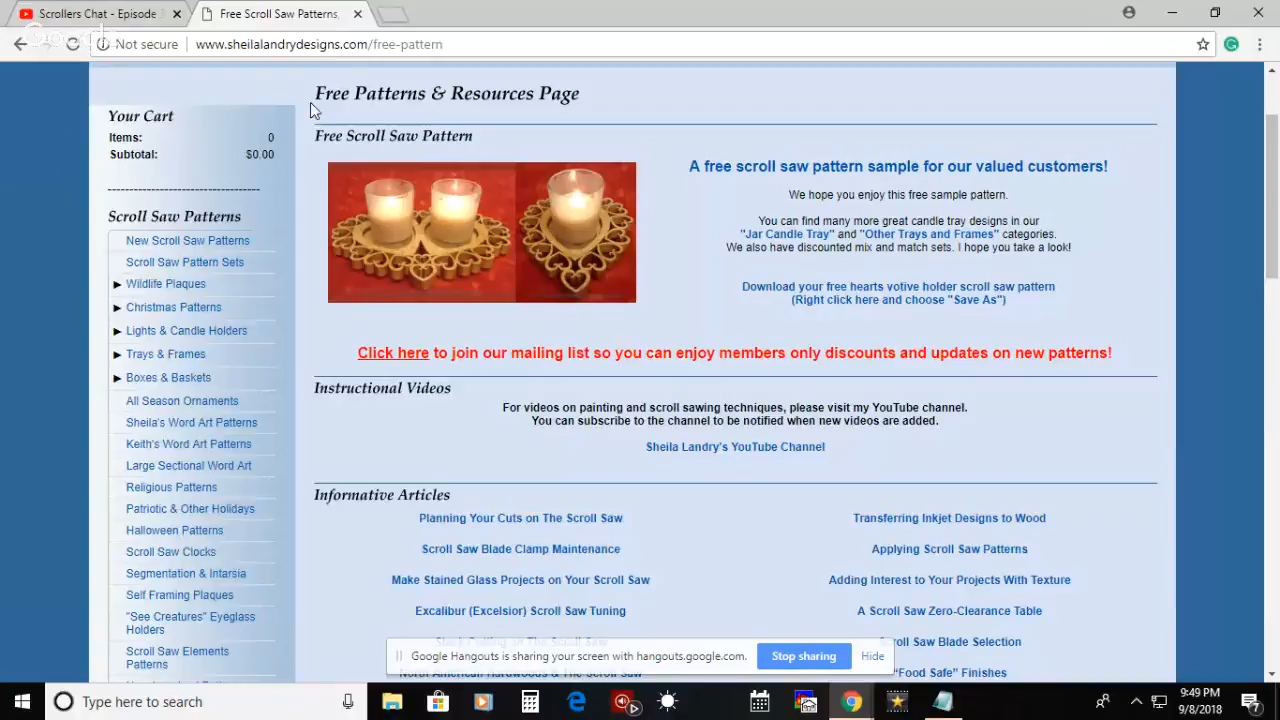 Scrollers Chat - Episode
Free Scroll Saw Patterns,
Not secure
www.sheilalandrydesigns.com/free-pattern
Free Patterns & Resources Page
Your Cart
Items: 0
Subtotal: $0.00
----------------------------------
Scroll Saw Patterns
New Scroll Saw Patterns
Scroll Saw Pattern Sets
Wildlife Plaques
Christmas Patterns
Lights & Candle Holders
Trays & Frames
Boxes & Baskets
All Season Ornaments
Sheila's Word Art Patterns
Keith's Word Art Patterns
Large Sectional Word Art
Religious Patterns
Patriotic & Other Holidays
Halloween Patterns
Scroll Saw Clocks
Segmentation & Intarsia
Self Framing Plaques
"See Creatures" Eyeglass
Holders
Scroll Saw Elements
Patterns
Free Scroll Saw Pattern
A free scroll saw pattern sample for our valued customers!
We hope you enjoy this free sample pattern.
You can find many more great candle tray designs in our
"Jar Candle Tray" and "Other Trays and Frames" categories.
We also have discounted mix and match sets. I hope you take a look!
Download your free hearts votive holder scroll saw pattern
(Right click here and choose "Save As")
Click here to join our mailing list so you can enjoy members only discounts and updates on new patterns!
Instructional Videos
For videos on painting and scroll sawing techniques, please visit my YouTube channel.
You can subscribe to the channel to be notified when new videos are added.
Sheila Landry's YouTube Channel
Informative Articles
Planning Your Cuts on The Scroll Saw
Transferring Inkjet Designs to Wood
Scroll Saw Blade Clamp Maintenance
Applying Scroll Saw Patterns
Make Stained Glass Projects on Your Scroll Saw
Adding Interest to Your Projects With Texture
Excalibur (Excelsior) Scroll Saw Tuning
A Scroll Saw Zero-Clearance Table
Saw Blade Selection
"Food Safe" Finishes
Google Hangouts is sharing your screen with hangouts.google.com.
Stop sharing
Hide
Type here to search
9:49 PM
9/8/2018
7